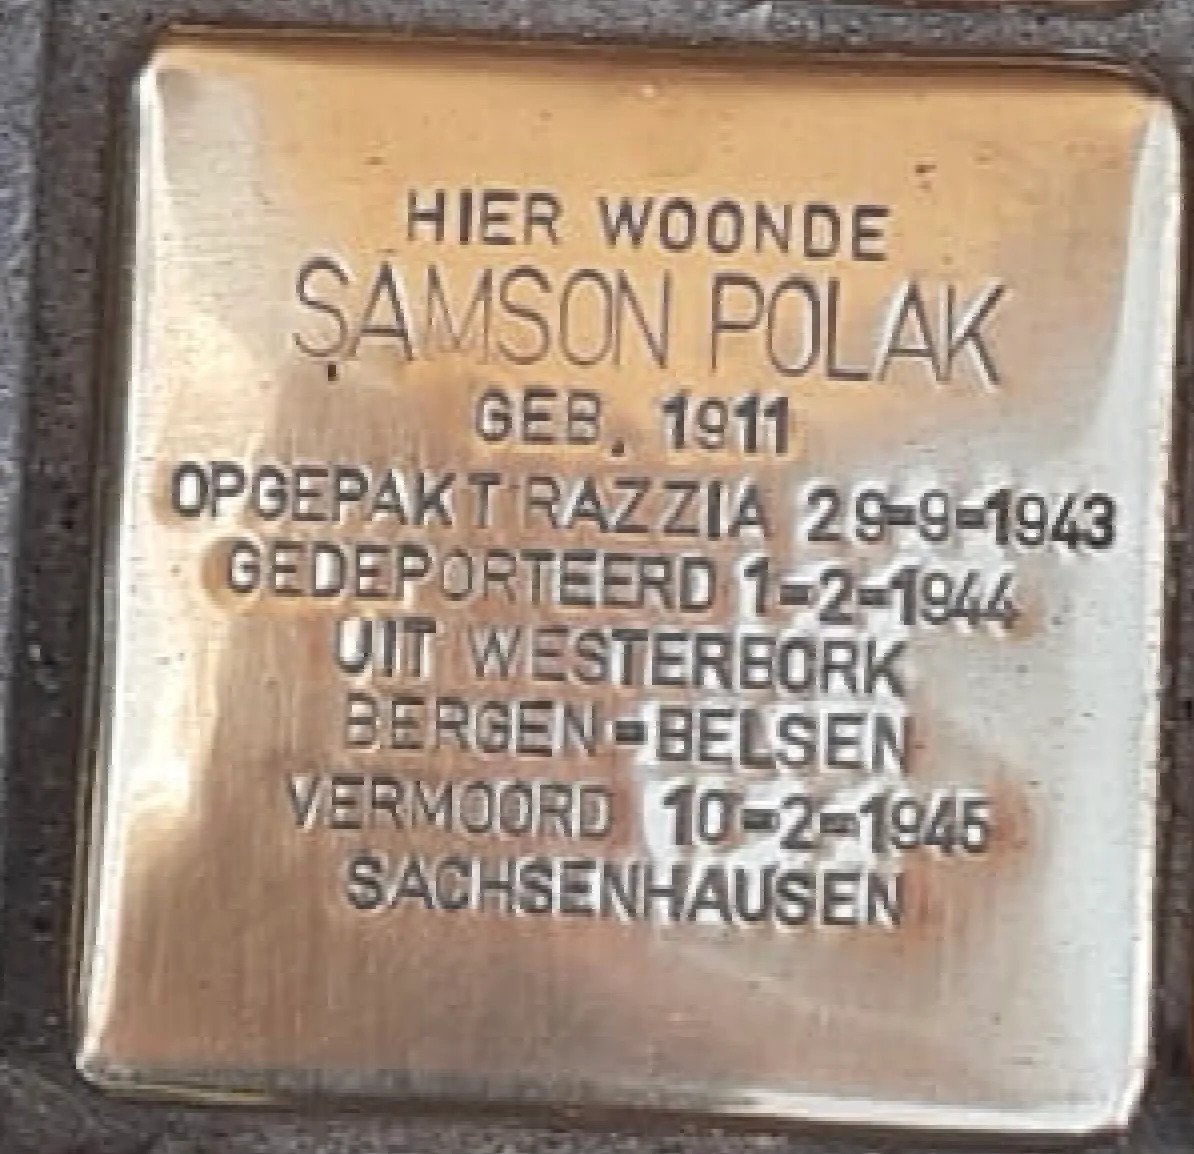 HIER WOONDE
SAMSON POLAK
GEB. 1911
OPGEPAKT RAZZIA 29-9-1943
GEDEPORTEERD 1-2-1944
UIT WESTERBORK
BERGEN-BELSEN
VERMOORD 10-2-1945
SACHSENHAUSEN